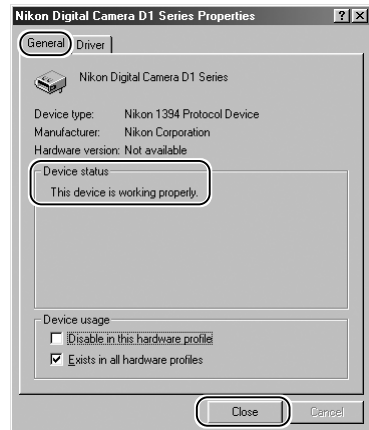 Nikon Digital Camera D1 Series Properties
General Driver
Nikon Digital Camera D1 Series
Device type: Nikon 1394 Protocol Device
Manufacturer: Nikon Corporation
Hardware version: Not available
Device status
This device is working properly.
Device usage
Disable in this hardware profile
Exists in all hardware profiles
Close Cancel